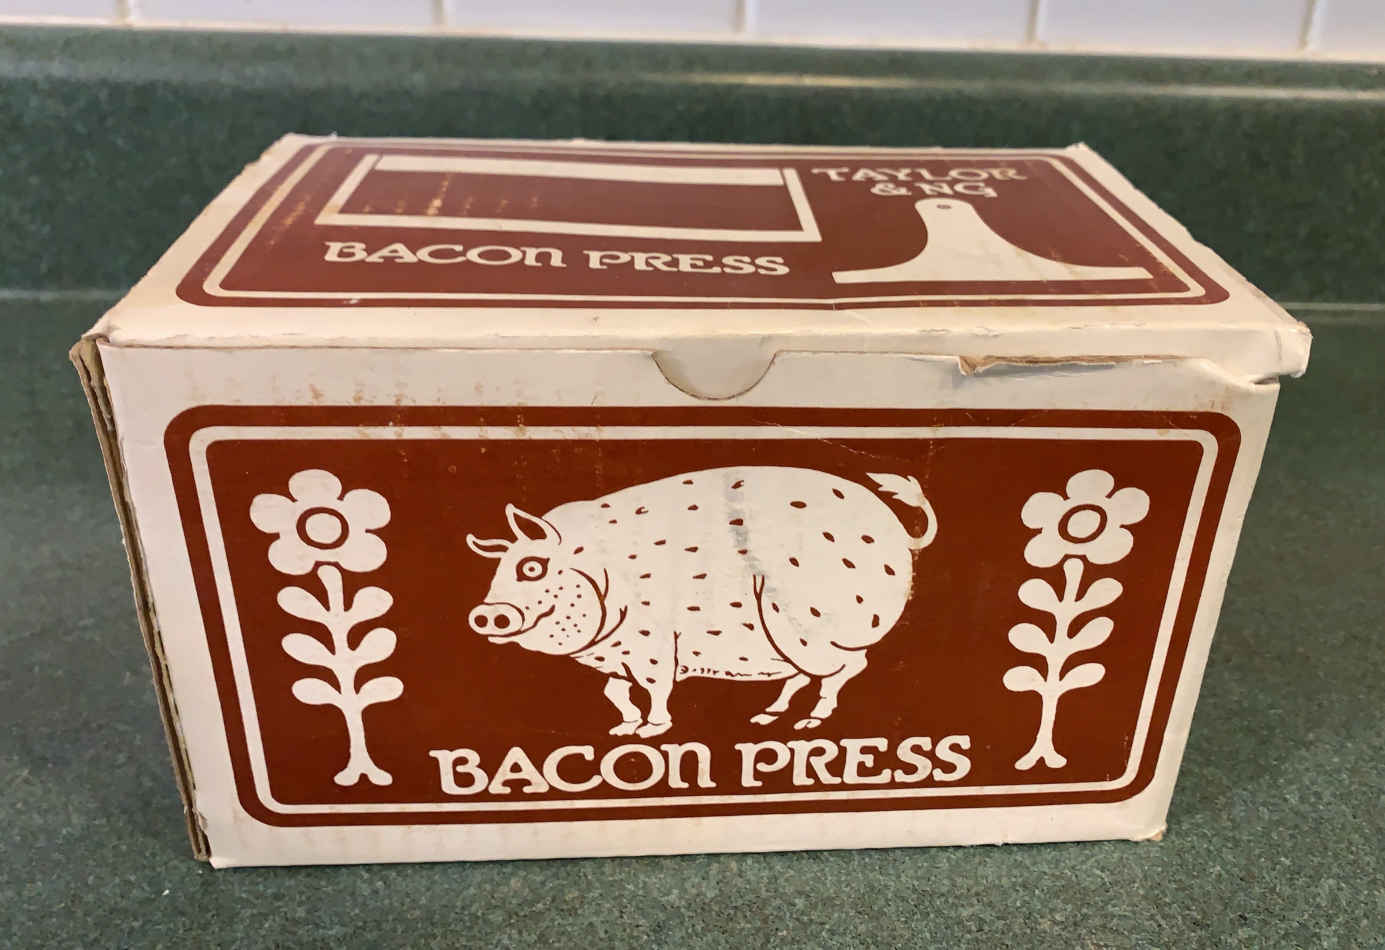 TAYLOR
& NG
BACON PRESS
BACON PRESS